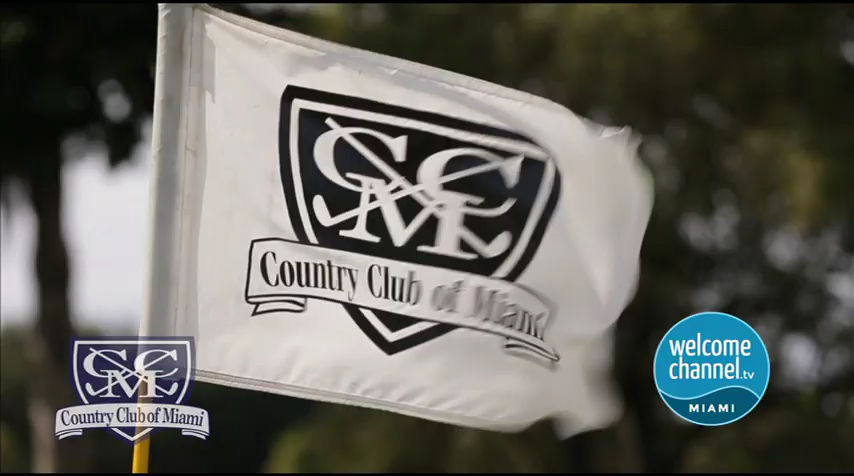 CCM
Country Club of Miami
CCM
Country Club of Miami
welcome
channel.tv
MIAMI